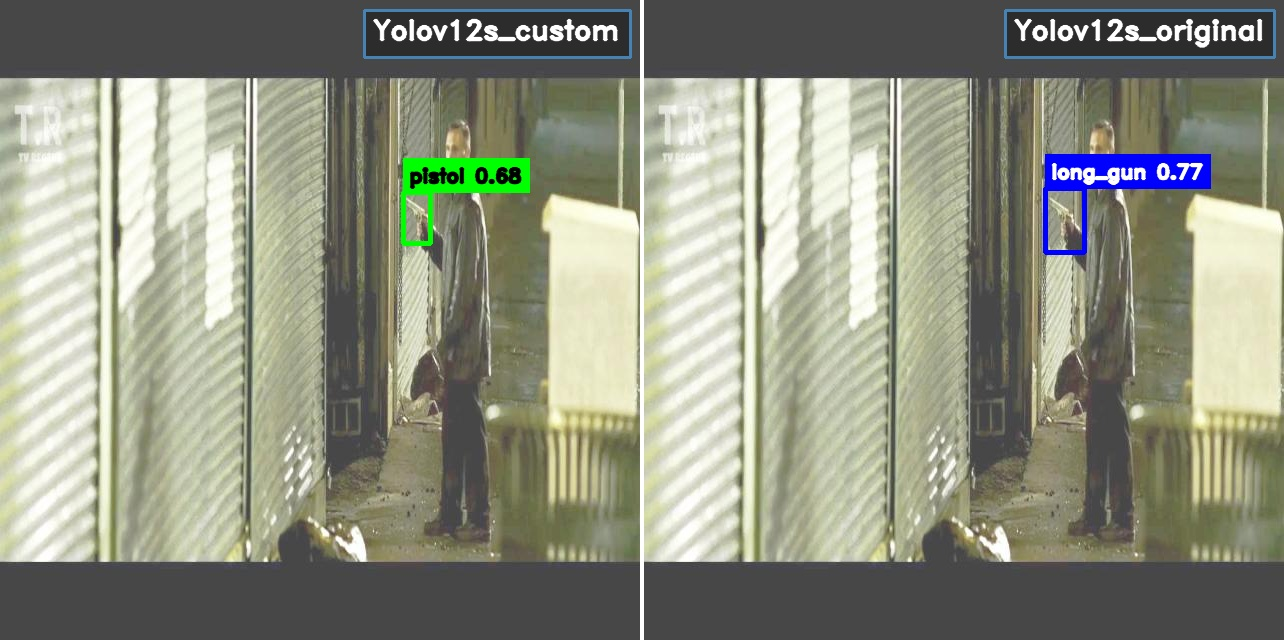 Yolov12s_custom
Yolov12s_original
T.R
T.R
pistol 0.68
long_gun 0.77